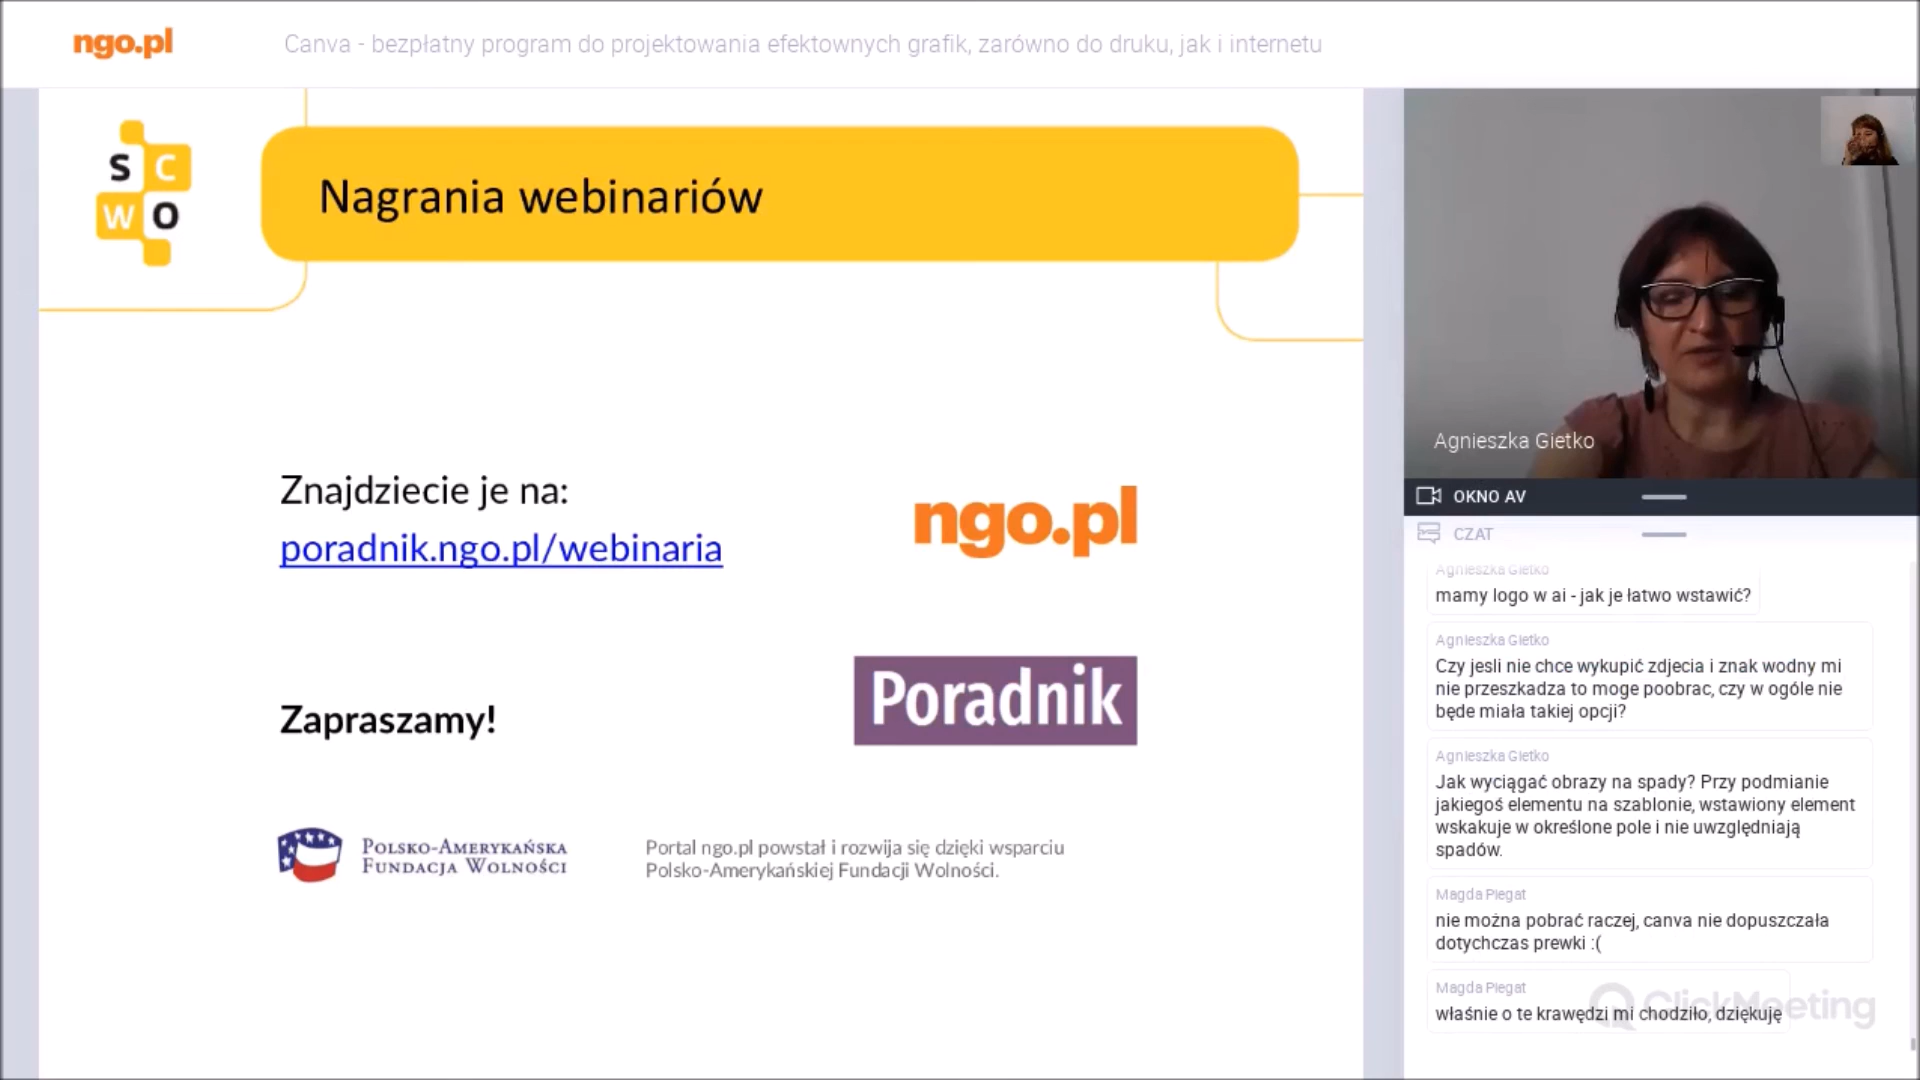 ngo.pl
Canva - bezpłatny program do projektowania efektownych grafik, zarówno do druku, jak i internetu
S C
W O
Nagrania webinariów
Znajdziecie je na:
poradnik.ngo.pl/webinaria
ngo.pl
Zapraszamy!
Poradnik
POLSKO-AMERYKAŃSKA
FUNDACJA WOLNOŚCI
Portal ngo.pl powstał i rozwija się dzięki wsparciu
Polsko-Amerykańskiej Fundacji Wolności.
Agnieszka Gietko
OKNO AV
CZAT
Agnieszka Gietko
mamy logo w ai - jak je łatwo wstawić?
Agnieszka Gietko
Czy jesli nie chce wykupić zdjecia i znak wodny mi
nie przeszkadza to moge poobrac, czy w ogóle nie
będe miała takiej opcji?
Agnieszka Gietko
Jak wyciągać obrazy na spady? Przy podmianie
jakiegoś elementu na szablonie, wstawiony element
wskakuje w określone pole i nie uwzględniają
spadów.
Magda Piegat
nie można pobrać raczej, canva nie dopuszczała
dotychczas prewki :(
Magda Piegat
właśnie o te krawędzi mi chodziło, dziękuję
ClickMeeting